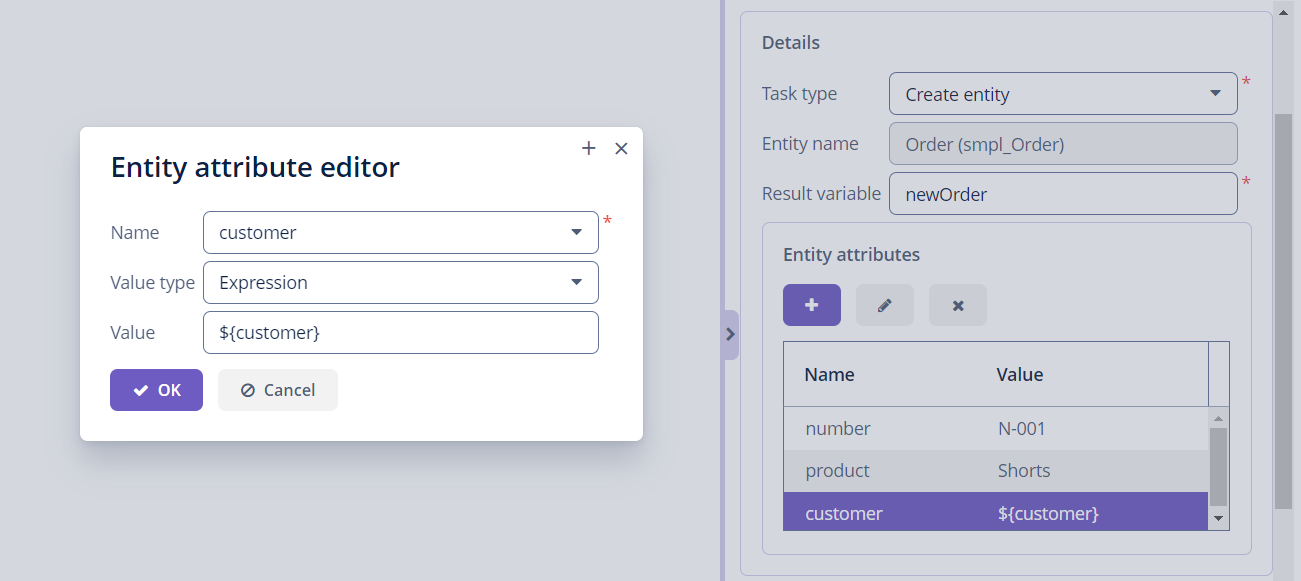 Entity attribute editor
Name customer *
Value type Expression
Value ${customer}
OK Cancel
Details
Task type Create entity *
Entity name Order (smpl_Order)
Result variable newOrder *
Entity attributes
Name Value
number N-001
product Shorts
customer ${customer}